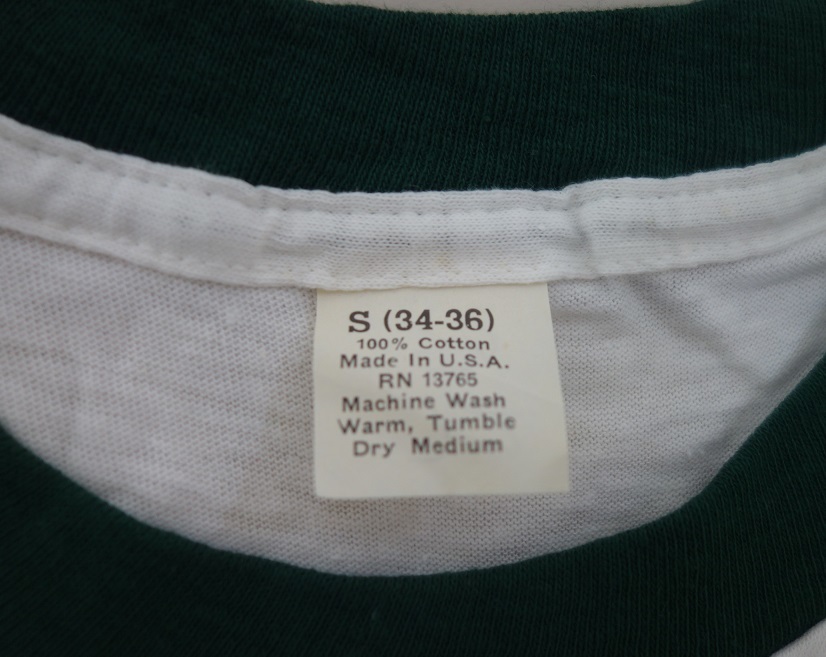 S (34-36)
100% Cotton
Made In U.S.A.
RN 13765
Machine Wash
Warm, Tumble
Dry Medium